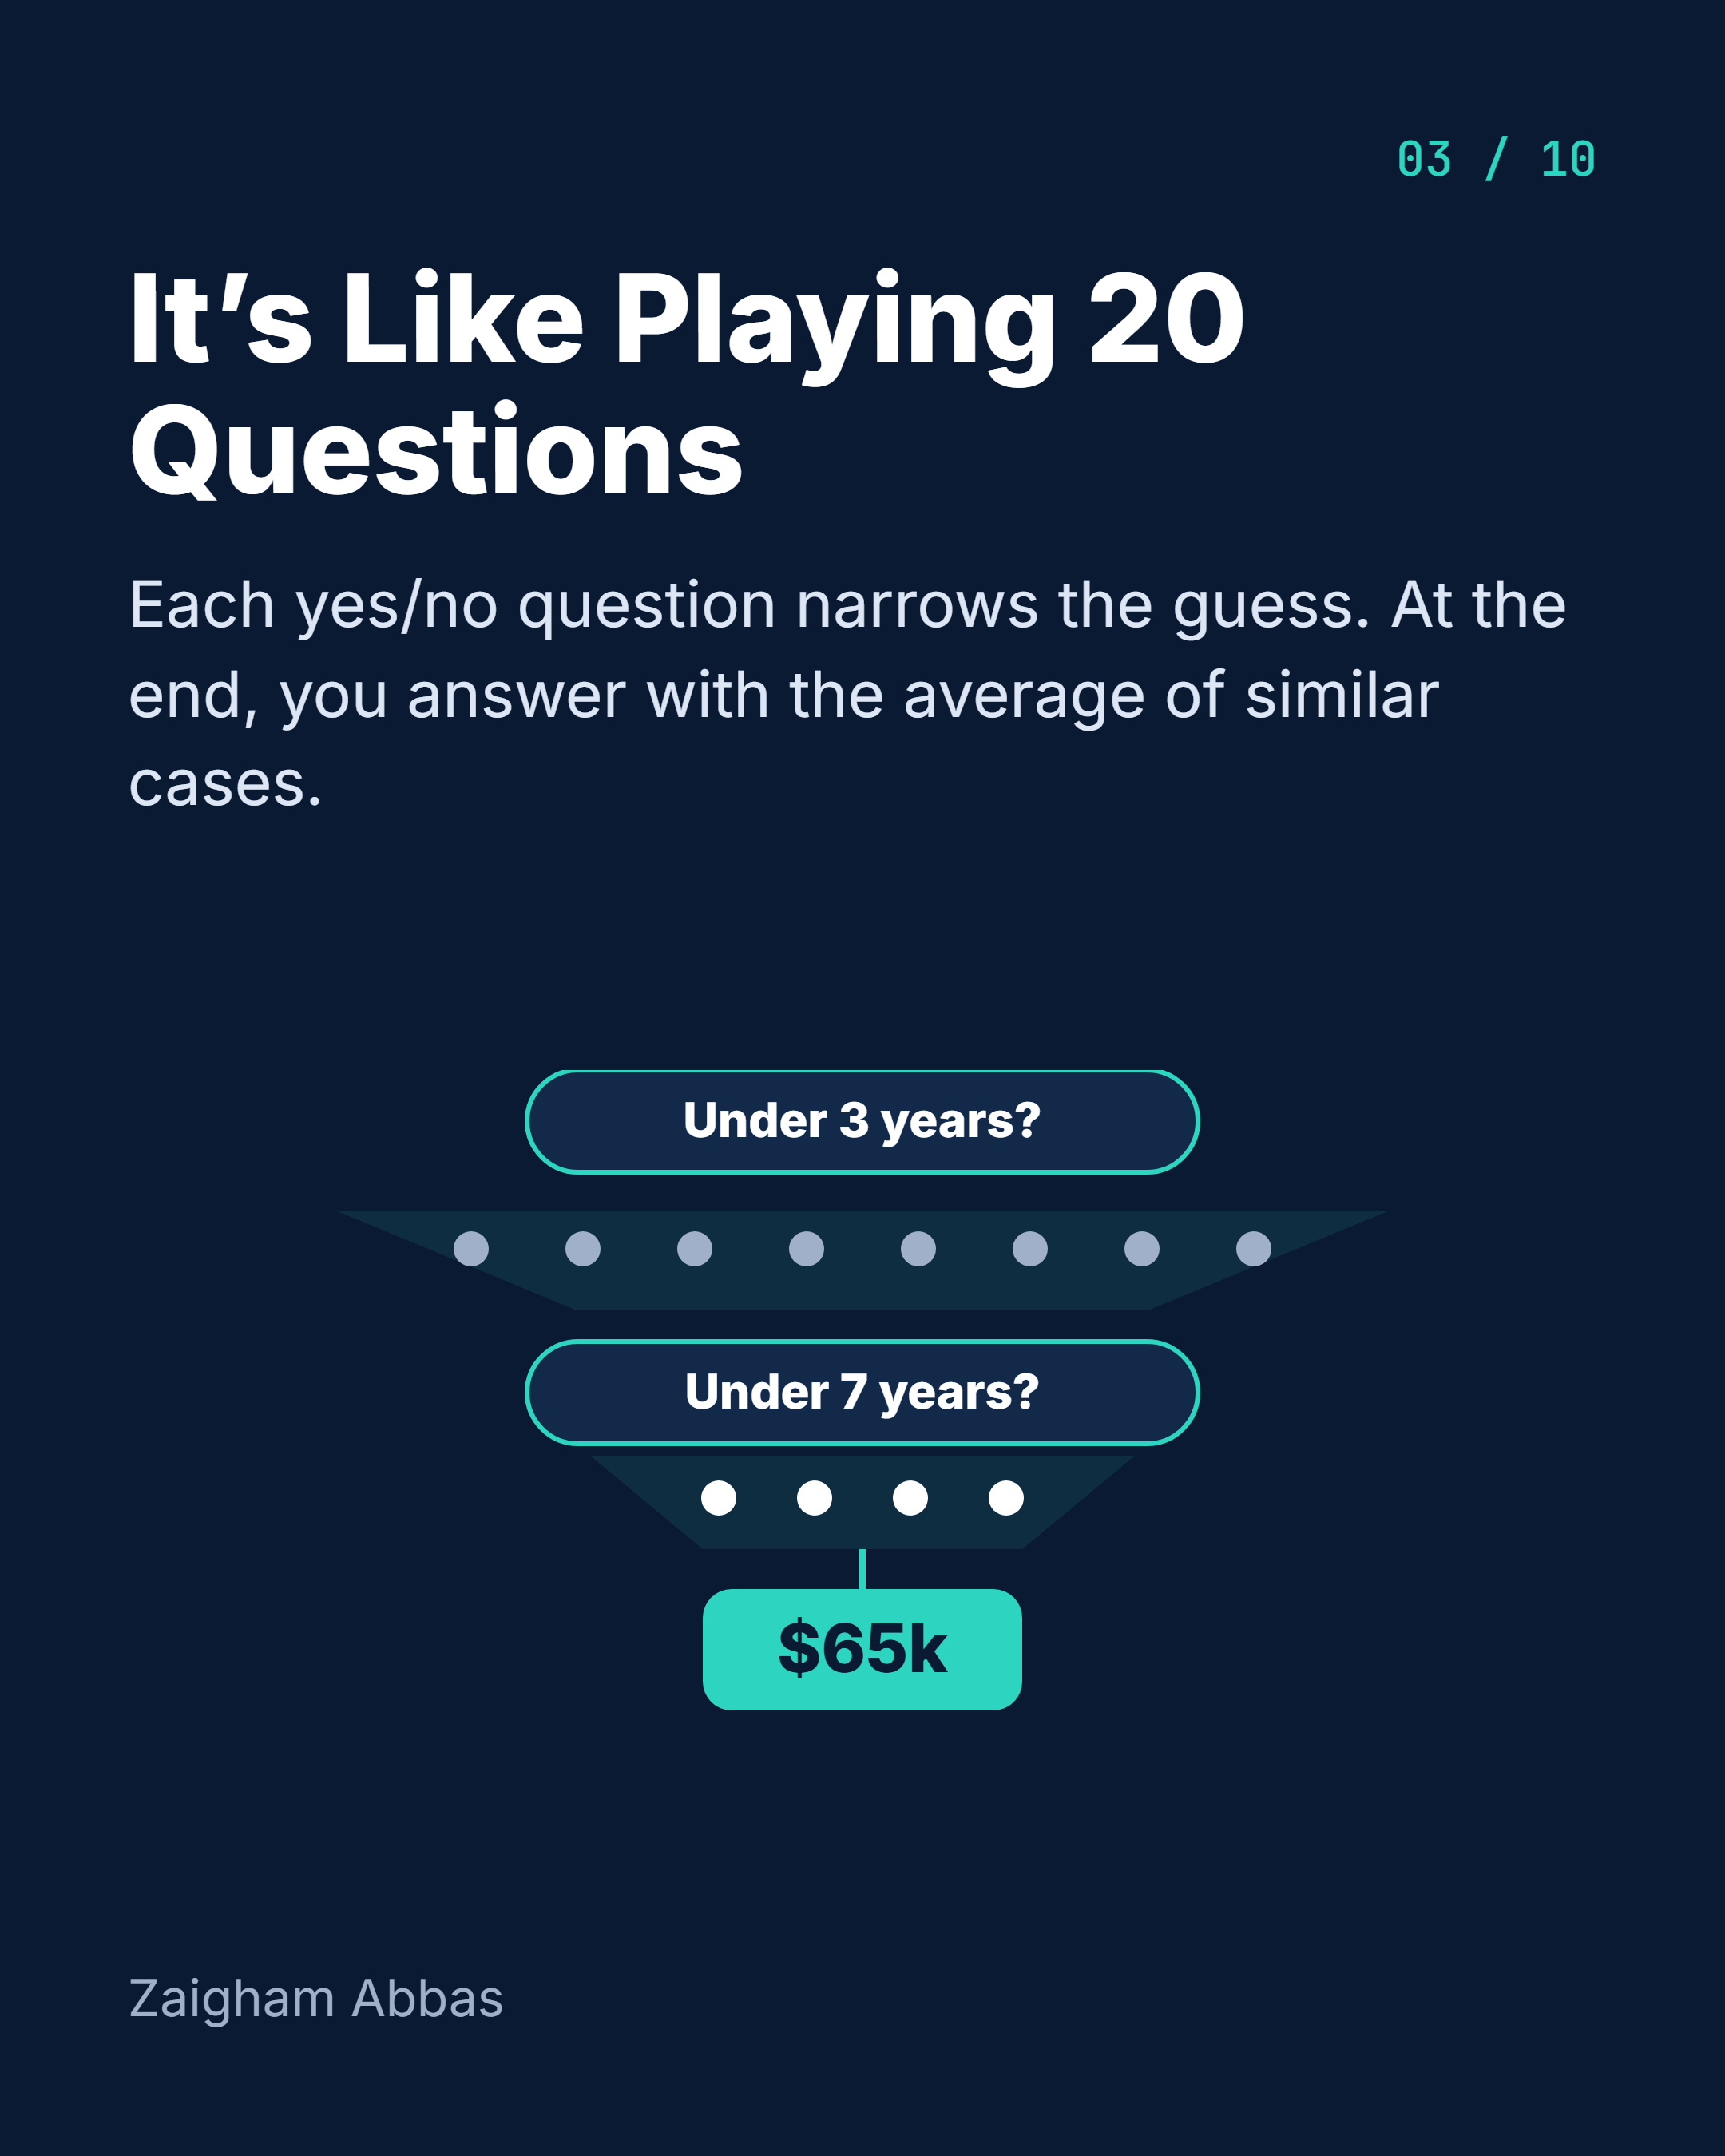 03 / 10
It’s Like Playing 20
Questions
Each yes/no question narrows the guess. At the
end, you answer with the average of similar
cases.
Under 3 years?
Under 7 years?
$65k
Zaigham Abbas